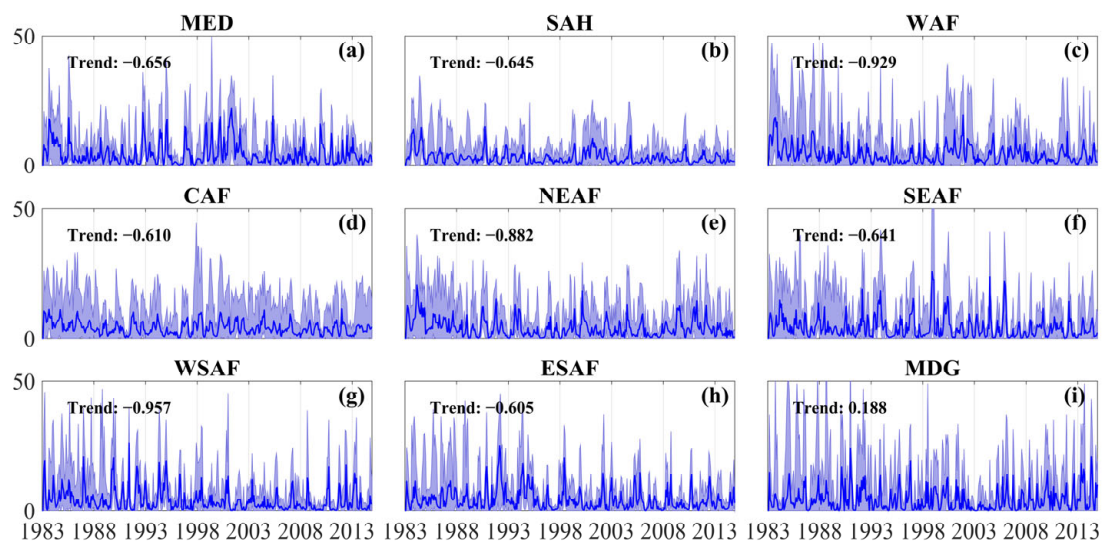 MED SAH WAF
50 (a) (b) (c)
Trend: −0.656 Trend: −0.645 Trend: −0.929
0
CAF NEAF SEAF
50 (d) (e) (f)
Trend: −0.610 Trend: −0.882 Trend: −0.641
0
WSAF ESAF MDG
50 (g) (h) (i)
Trend: −0.957 Trend: −0.605 Trend: 0.188
0
1983 1988 1993 1998 2003 2008 2013 1983 1988 1993 1998 2003 2008 2013 1983 1988 1993 1998 2003 2008 2013